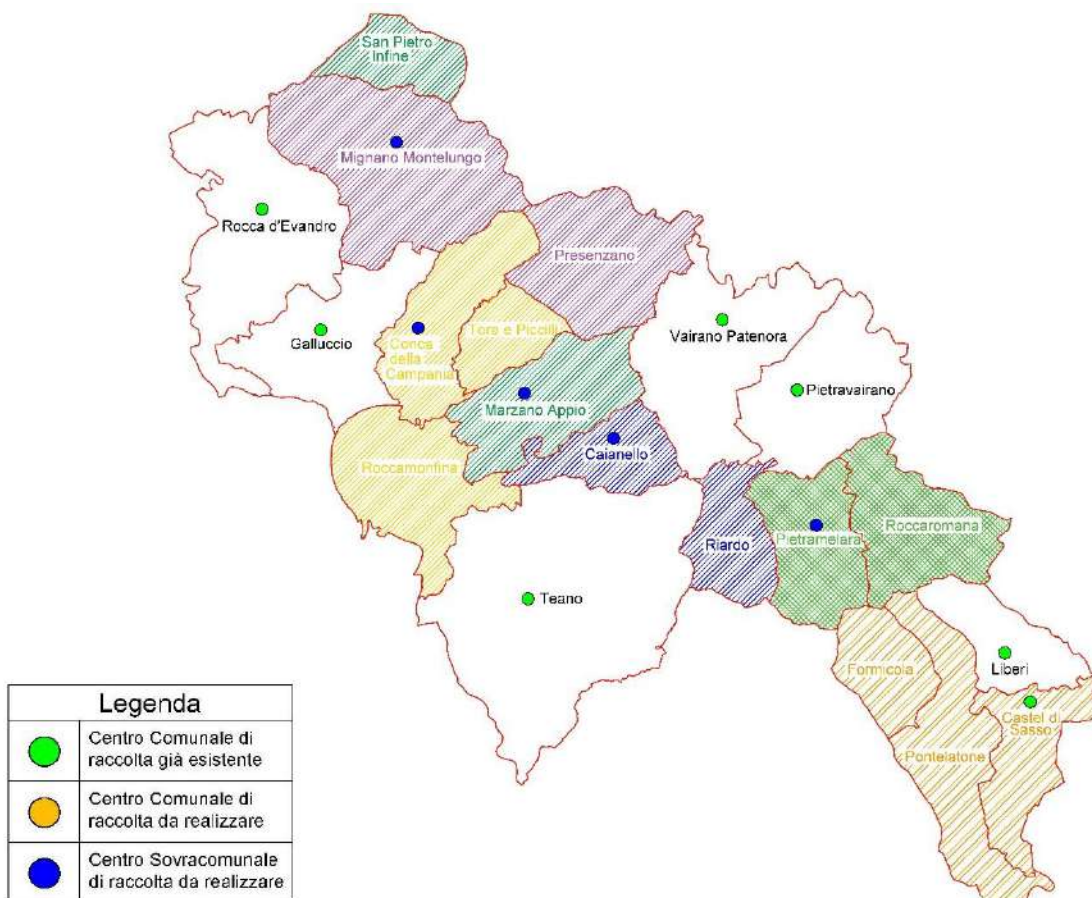 San Pietro
Infine
Mignano Montelungo
Rocca d'Evandro
Presenzano
Galluccio
Conca
della
Campania
Tora e Piccilli
Vairano Patenora
Pietravairano
Marzano Appio
Caianello
Roccamonfina
Riardo
Pietramelara
Roccaromana
Teano
Formicola
Liberi
Castel di
Sasso
Pontelatone
Legenda
Centro Comunale di
raccolta già esistente
Centro Comunale di
raccolta da realizzare
Centro Sovracomunale
di raccolta da realizzare